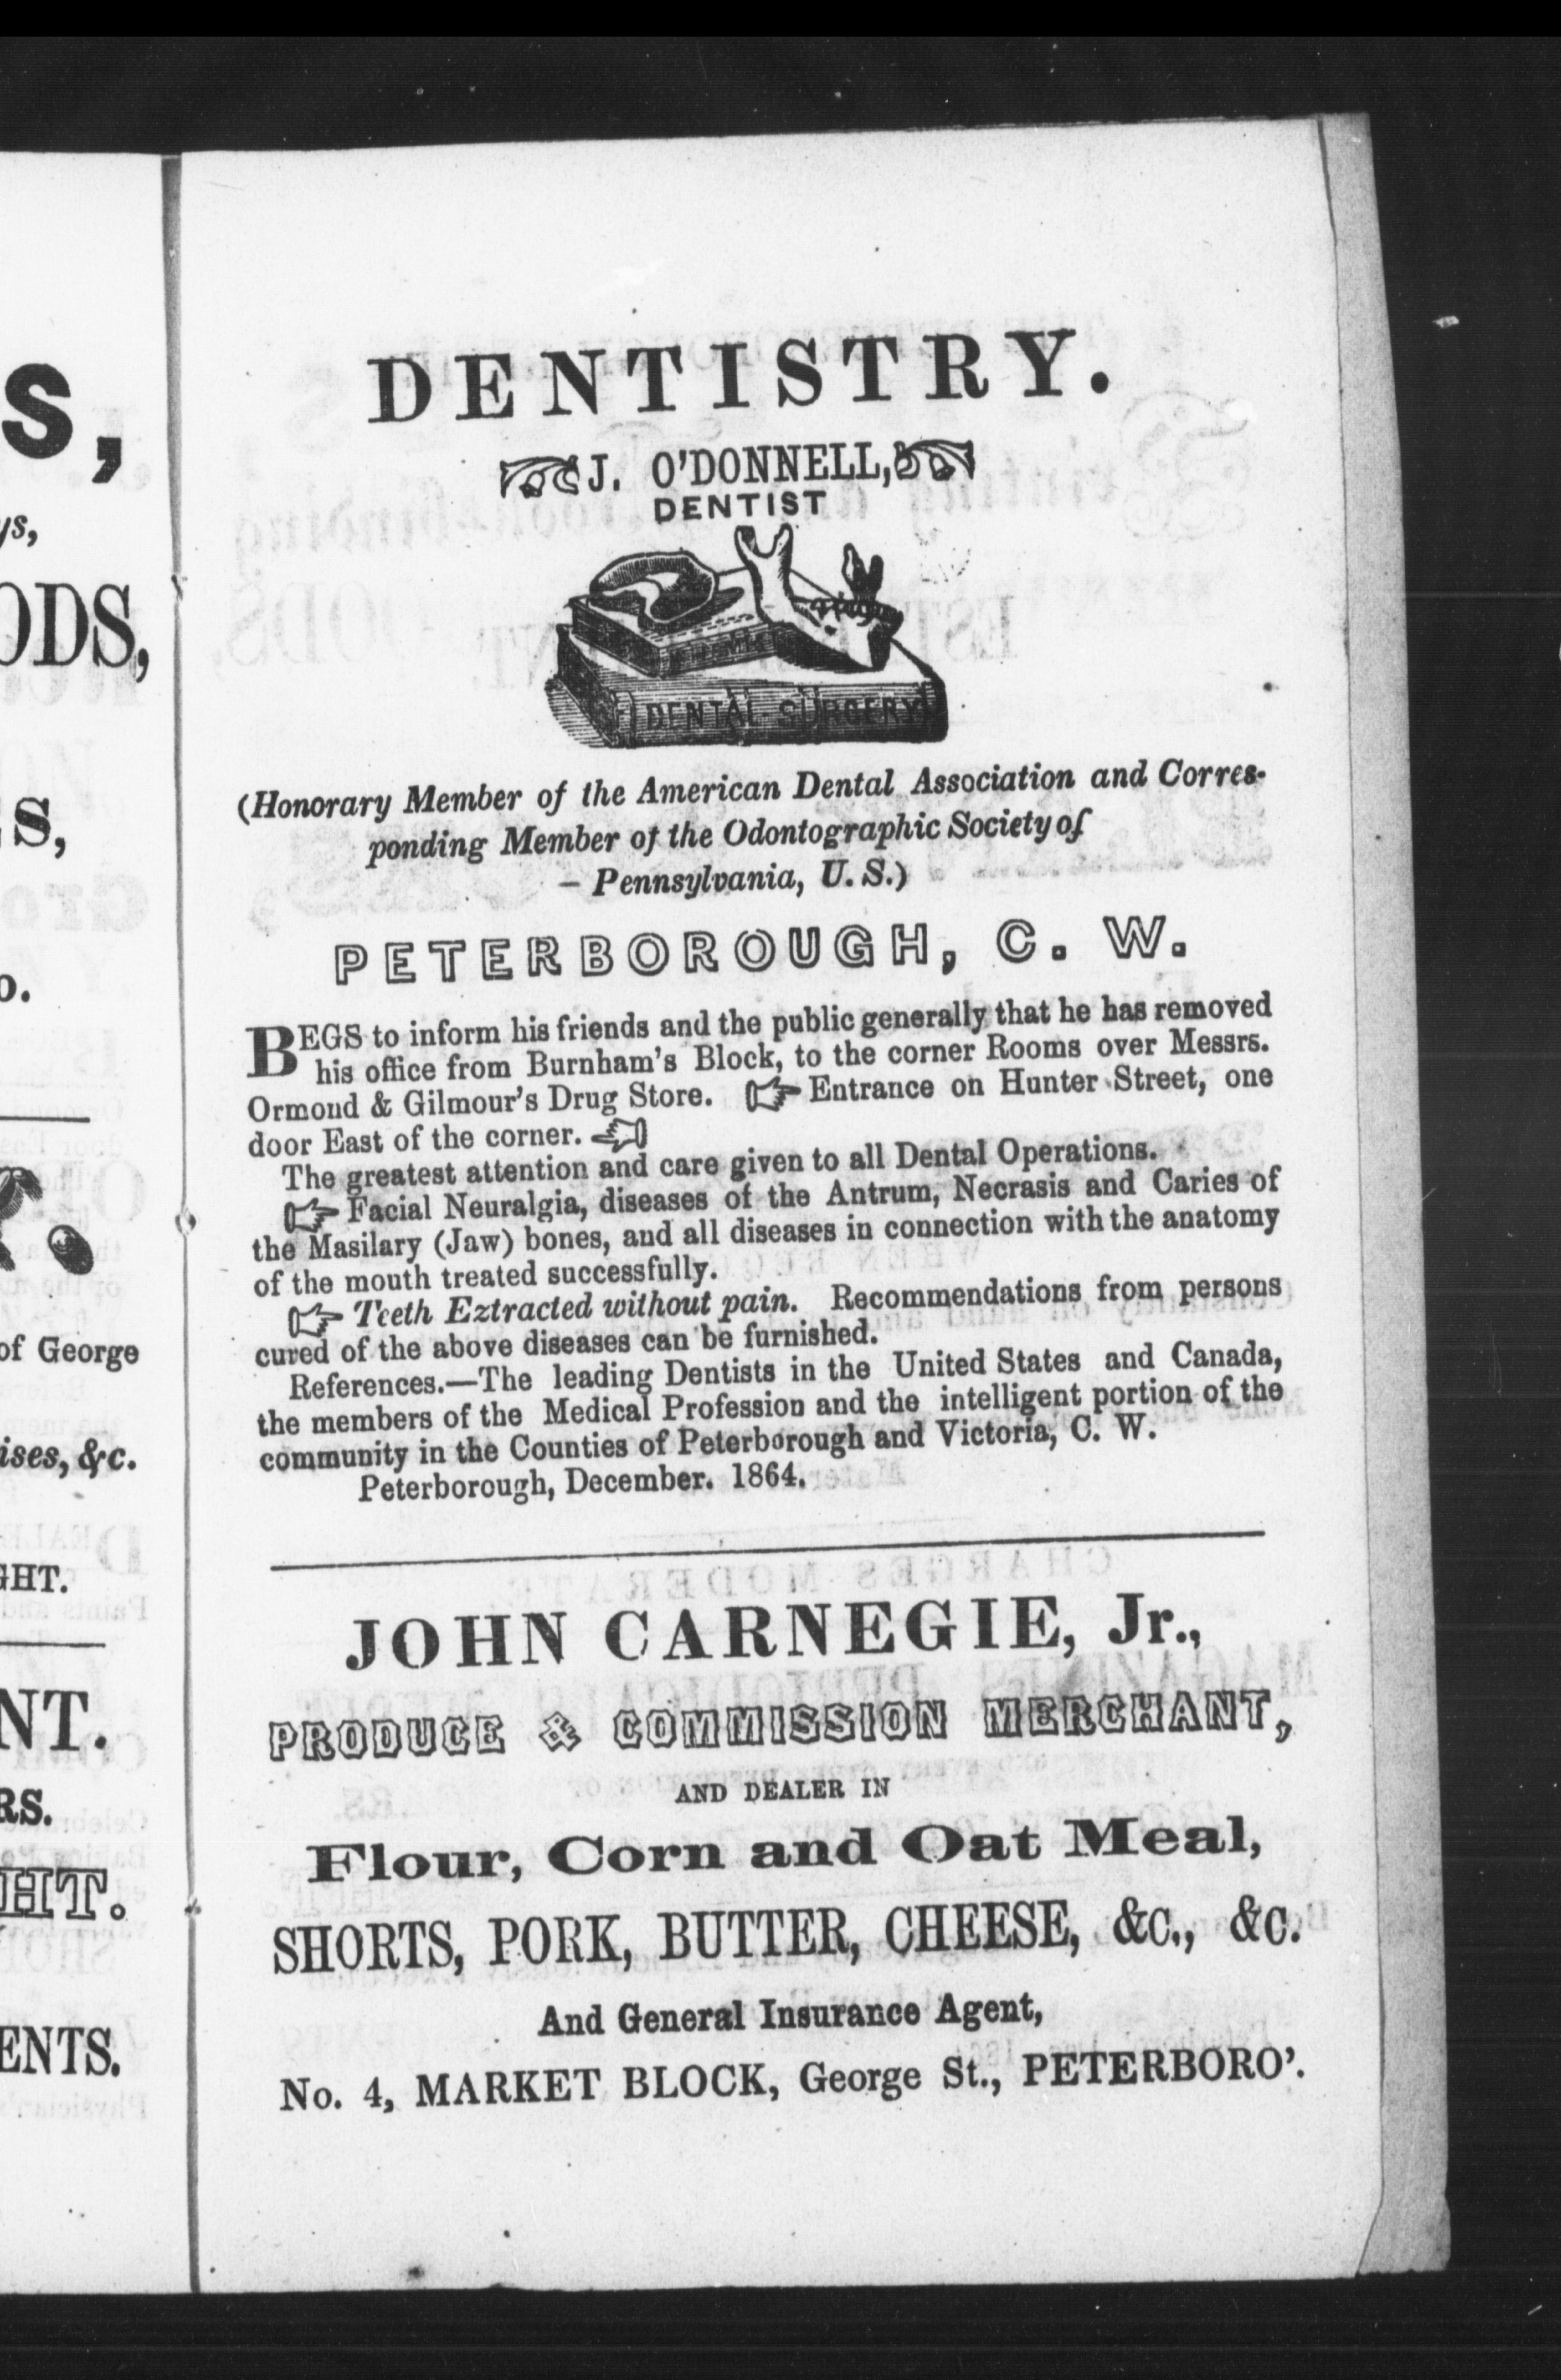 S,
ys,
ODS,
S,
o.
of George
ises, &c.
GHT.
NT.
RS.
HT.
ENTS.
DENTISTRY.
J. O'DONNELL,
DENTIST
DENTAL SURGERY
(Honorary Member of the American Dental Association and Corres-
ponding Member of the Odontographic Society of
– Pennsylvania, U. S.)
PETERBOROUGH, C. W.
BEGS to inform his friends and the public generally that he has removed
his office from Burnham's Block, to the corner Rooms over Messrs.
Ormond & Gilmour's Drug Store. ☞ Entrance on Hunter Street, one
door East of the corner. ☜
The greatest attention and care given to all Dental Operations.
☞ Facial Neuralgia, diseases of the Antrum, Necrasis and Caries of
the Masilary (Jaw) bones, and all diseases in connection with the anatomy
of the mouth treated successfully.
☞ Teeth Eztracted without pain. Recommendations from persons
cured of the above diseases can be furnished.
References.—The leading Dentists in the United States and Canada,
the members of the Medical Profession and the intelligent portion of the
community in the Counties of Peterborough and Victoria, C. W.
Peterborough, December. 1864.
JOHN CARNEGIE, Jr.,
PRODUCE & COMMISSION MERCHANT,
AND DEALER IN
Flour, Corn and Oat Meal,
SHORTS, PORK, BUTTER, CHEESE, &c., &c.
And General Insurance Agent,
No. 4, MARKET BLOCK, George St., PETERBORO'.